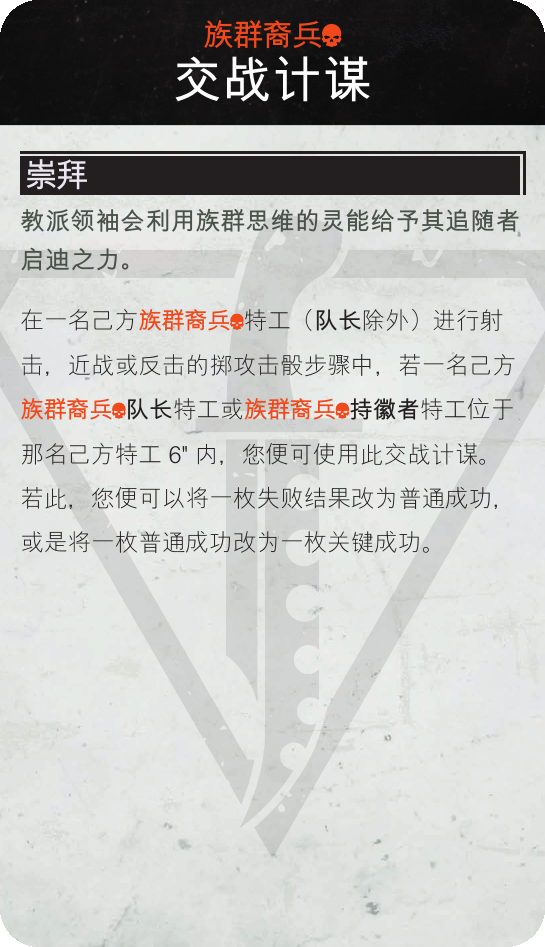 族群裔兵
交战计谋
崇拜
教派领袖会利用族群思维的灵能给予其追随者
启迪之力。
在一名己方族群裔兵特工（队长除外）进行射
击，近战或反击的掷攻击骰步骤中，若一名己方
族群裔兵队长特工或族群裔兵持徽者特工位于
那名己方特工 6" 内，您便可使用此交战计谋。
若此，您便可以将一枚失败结果改为普通成功，
或是将一枚普通成功改为一枚关键成功。